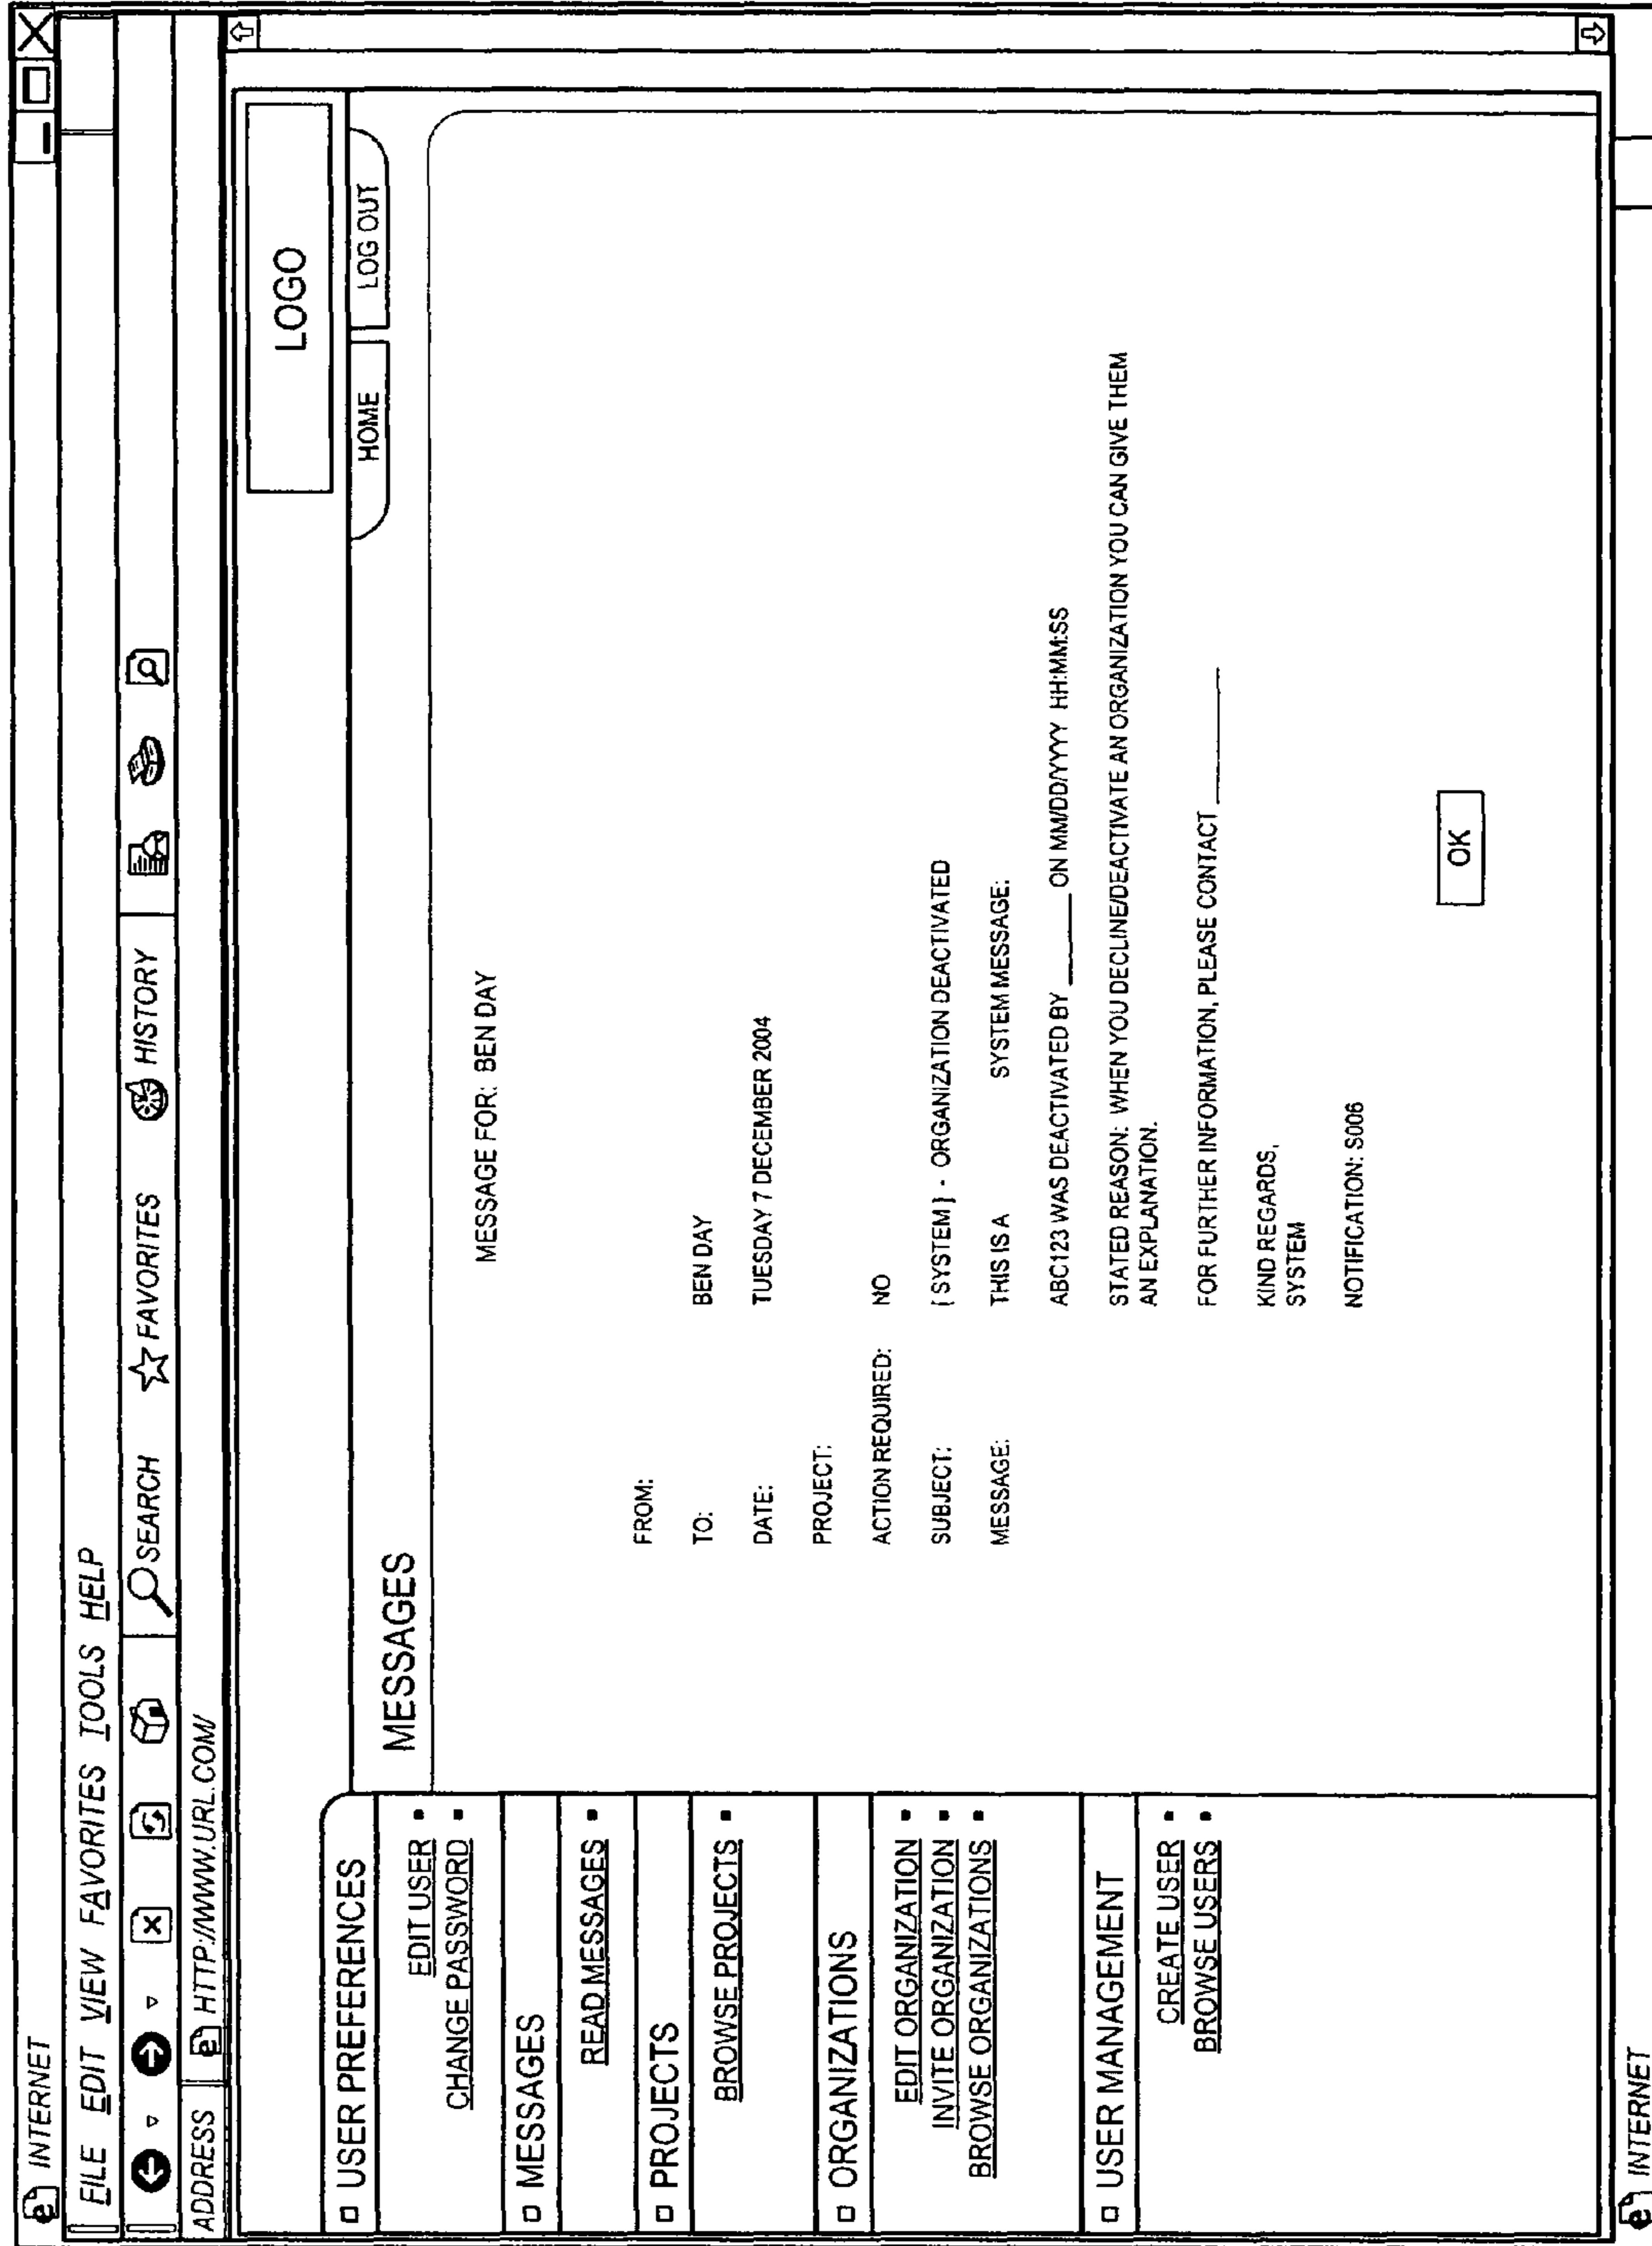 INTERNET
FILE EDIT VIEW FAVORITES TOOLS HELP
SEARCH FAVORITES HISTORY
ADDRESS HTTP://WWW.URL.COM/
LOGO
HOME LOG OUT
USER PREFERENCES
EDIT USER
CHANGE PASSWORD
MESSAGES
READ MESSAGES
PROJECTS
BROWSE PROJECTS
ORGANIZATIONS
EDIT ORGANIZATION
INVITE ORGANIZATION
BROWSE ORGANIZATIONS
USER MANAGEMENT
CREATE USER
BROWSE USERS
MESSAGES
MESSAGE FOR: BEN DAY
FROM:
TO: BEN DAY
DATE: TUESDAY 7 DECEMBER 2004
PROJECT:
ACTION REQUIRED: NO
SUBJECT: [SYSTEM] - ORGANIZATION DEACTIVATED
MESSAGE: THIS IS A SYSTEM MESSAGE:
ABC123 WAS DEACTIVATED BY _____ ON MM/DD/YYYY HH:MM:SS
STATED REASON: WHEN YOU DECLINE/DEACTIVATE AN ORGANIZATION YOU CAN GIVE THEM
AN EXPLANATION.
FOR FURTHER INFORMATION, PLEASE CONTACT ________
KIND REGARDS,
SYSTEM
NOTIFICATION: S006
OK
INTERNET